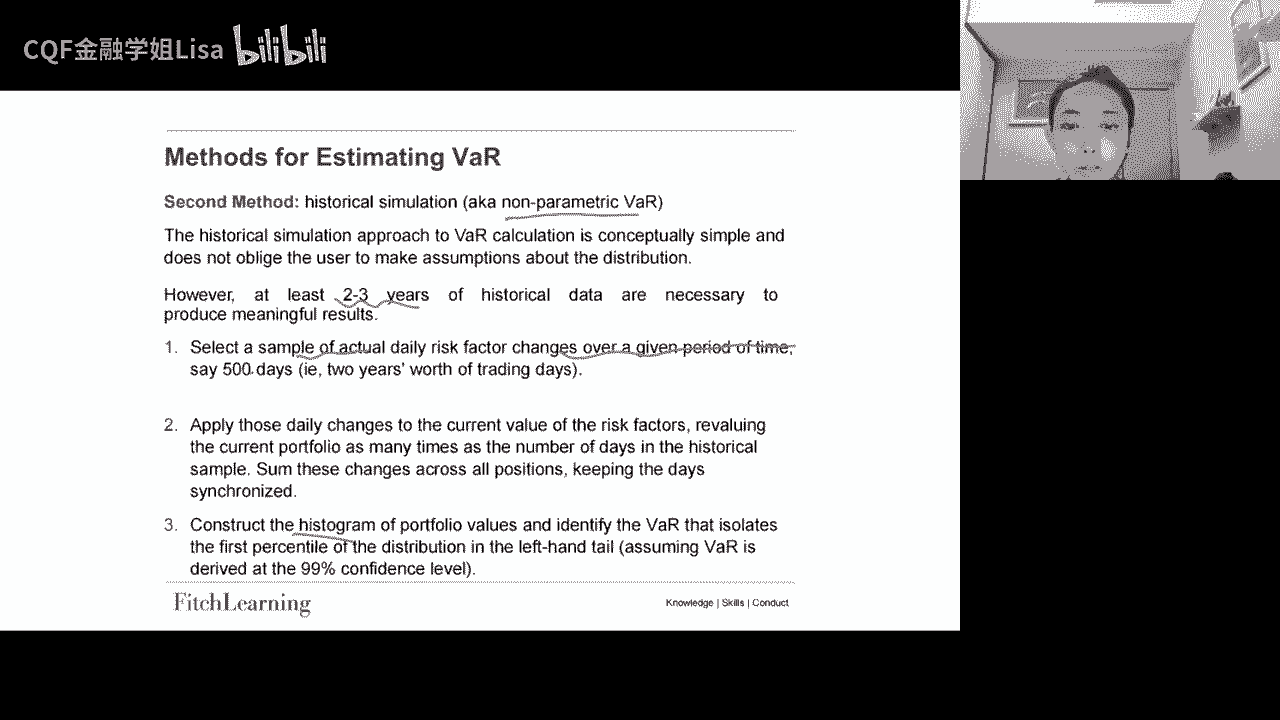 CQF金融学姐Lisa bilibili
Methods for Estimating VaR
Second Method: historical simulation (aka non-parametric VaR)
The historical simulation approach to VaR calculation is conceptually simple and
does not oblige the user to make assumptions about the distribution.
However, at least 2-3 years of historical data are necessary to
produce meaningful results.
1. Select a sample of actual daily risk factor changes over a given period of time,
say 500 days (ie, two years' worth of trading days).
2. Apply those daily changes to the current value of the risk factors, revaluing
the current portfolio as many times as the number of days in the historical
sample. Sum these changes across all positions, keeping the days
synchronized.
3. Construct the histogram of portfolio values and identify the VaR that isolates
the first percentile of the distribution in the left-hand tail (assuming VaR is
derived at the 99% confidence level).
FitchLearning
Knowledge | Skills | Conduct